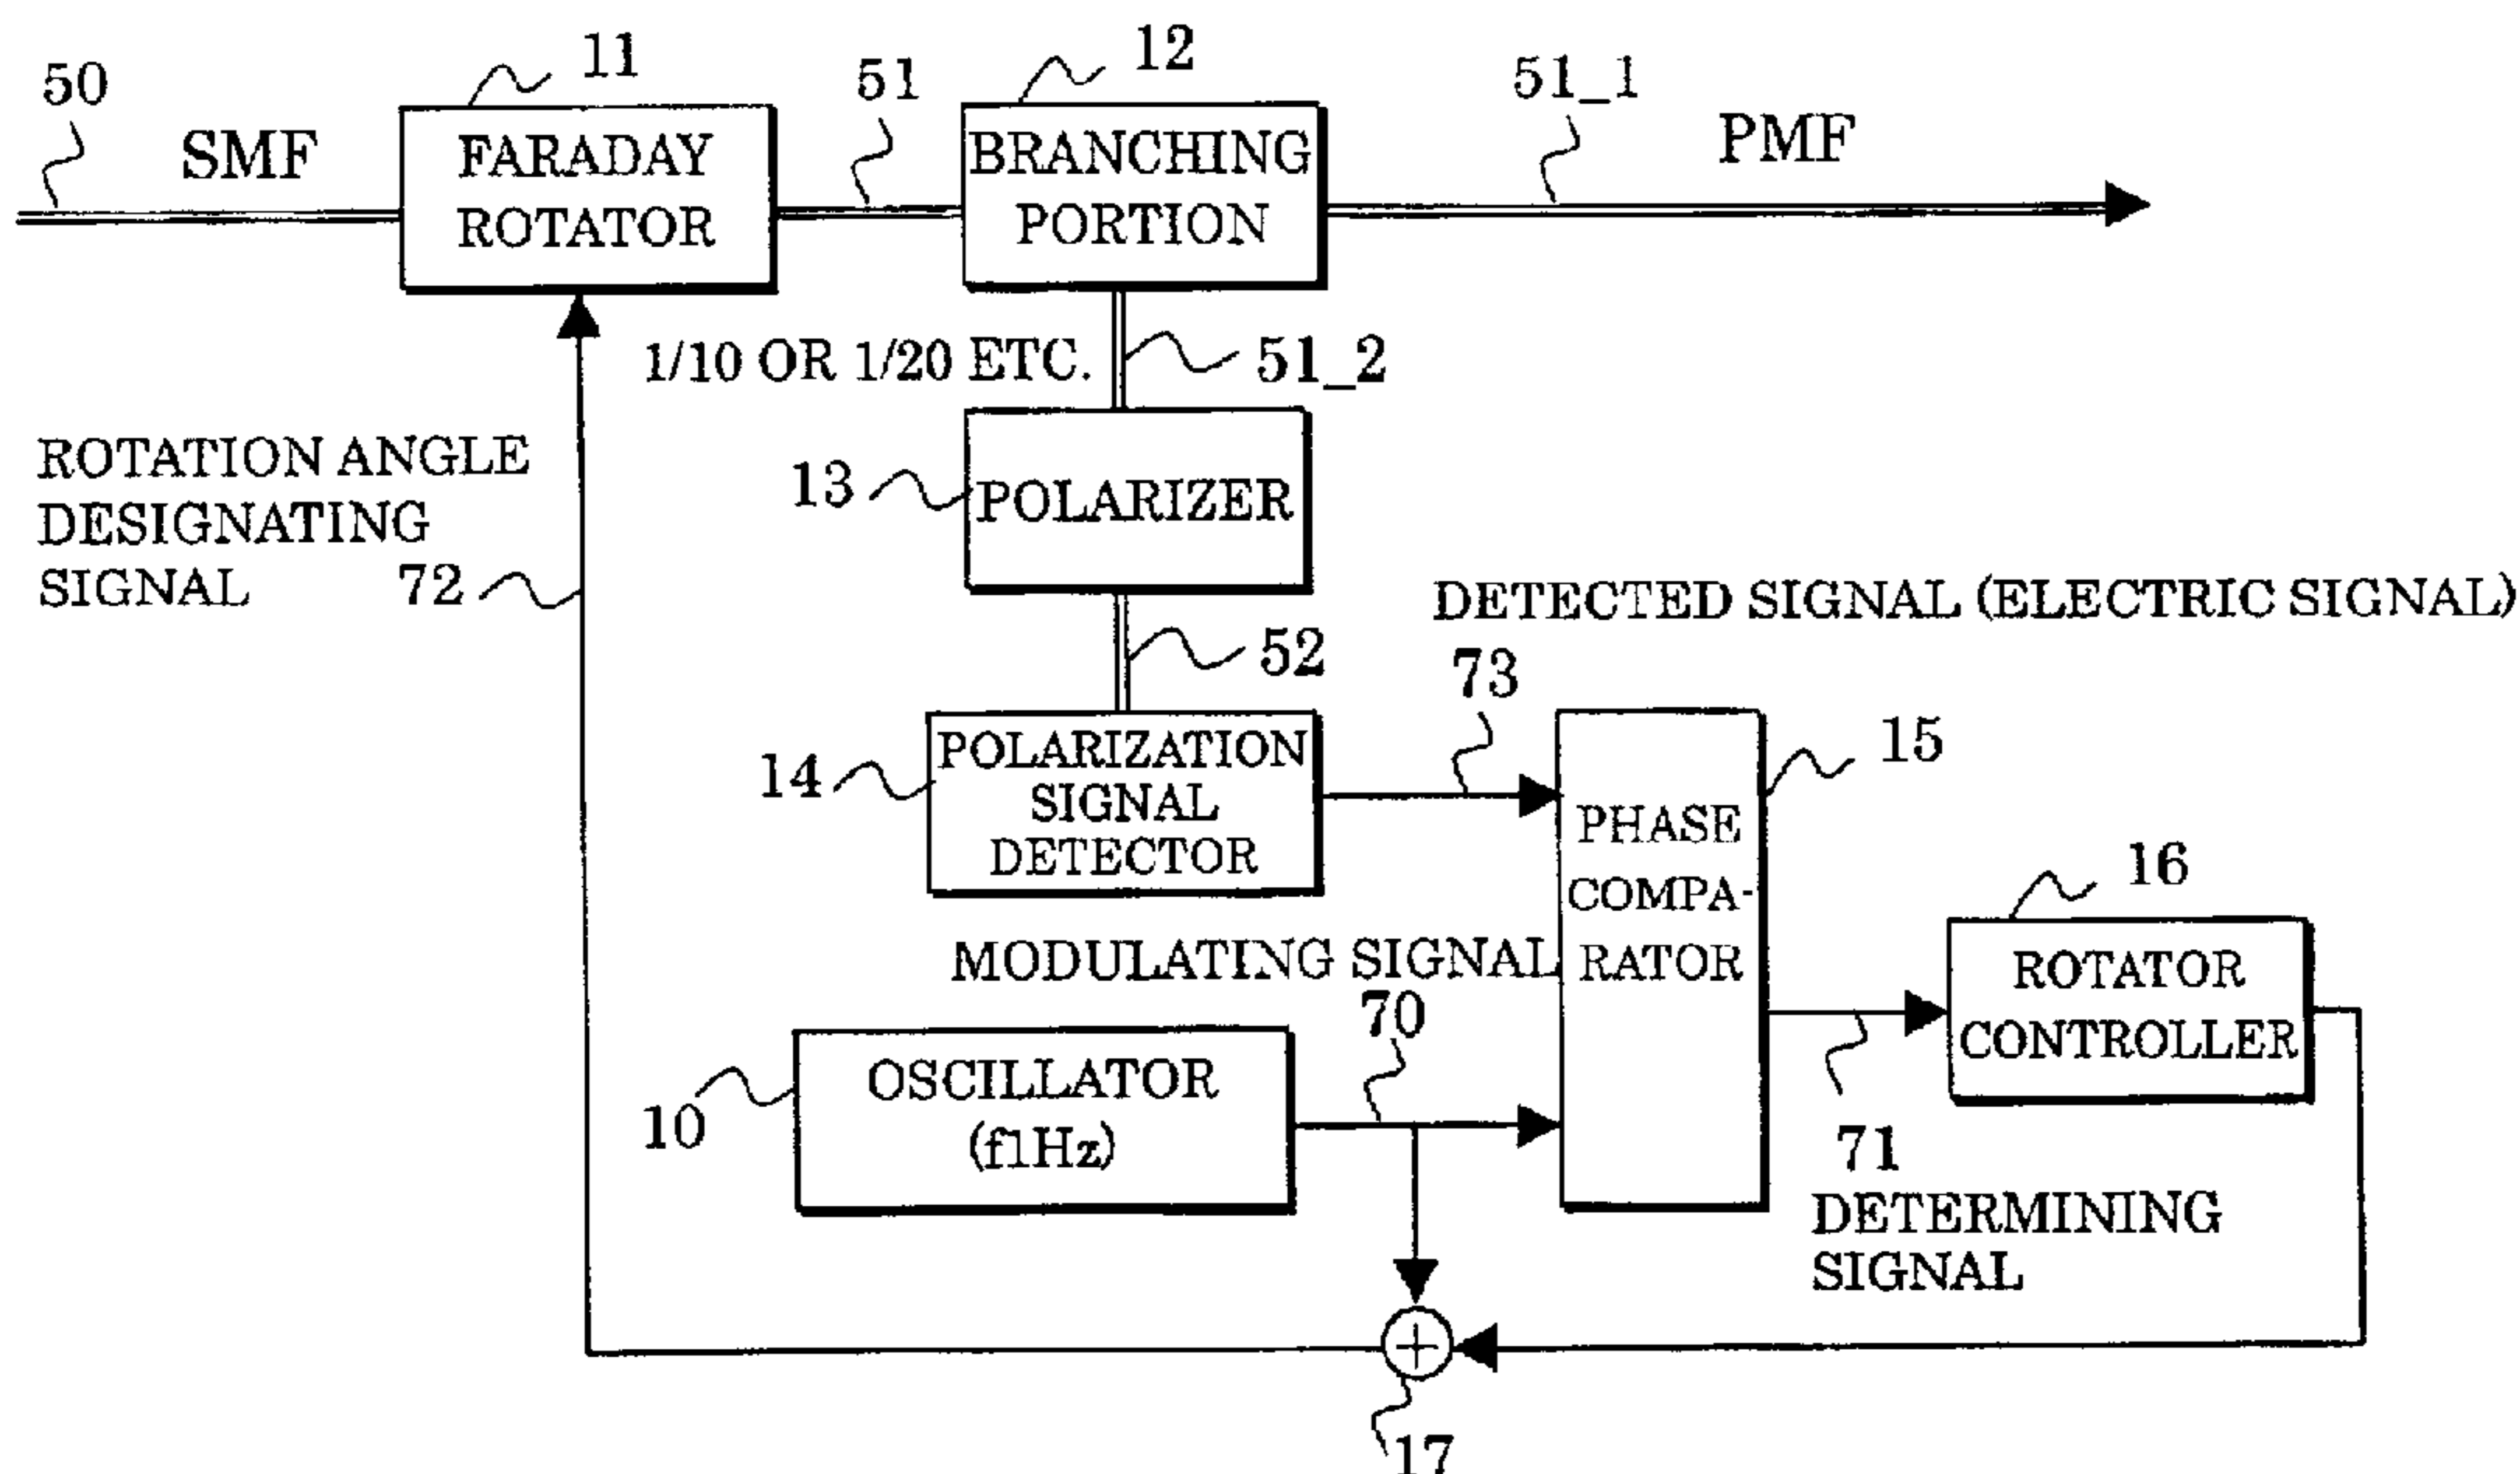 50
SMF
11
FARADAY
ROTATOR
51
12
BRANCHING
PORTION
51_1
PMF
1/10 OR 1/20 ETC.
51_2
ROTATION ANGLE
DESIGNATING
SIGNAL
72
13
POLARIZER
52
DETECTED SIGNAL (ELECTRIC SIGNAL)
73
14
POLARIZATION
SIGNAL
DETECTOR
15
PHASE
COMPA-
RATOR
16
ROTATOR
CONTROLLER
MODULATING SIGNAL
70
10
OSCILLATOR
(f1Hz)
71
DETERMINING
SIGNAL
17